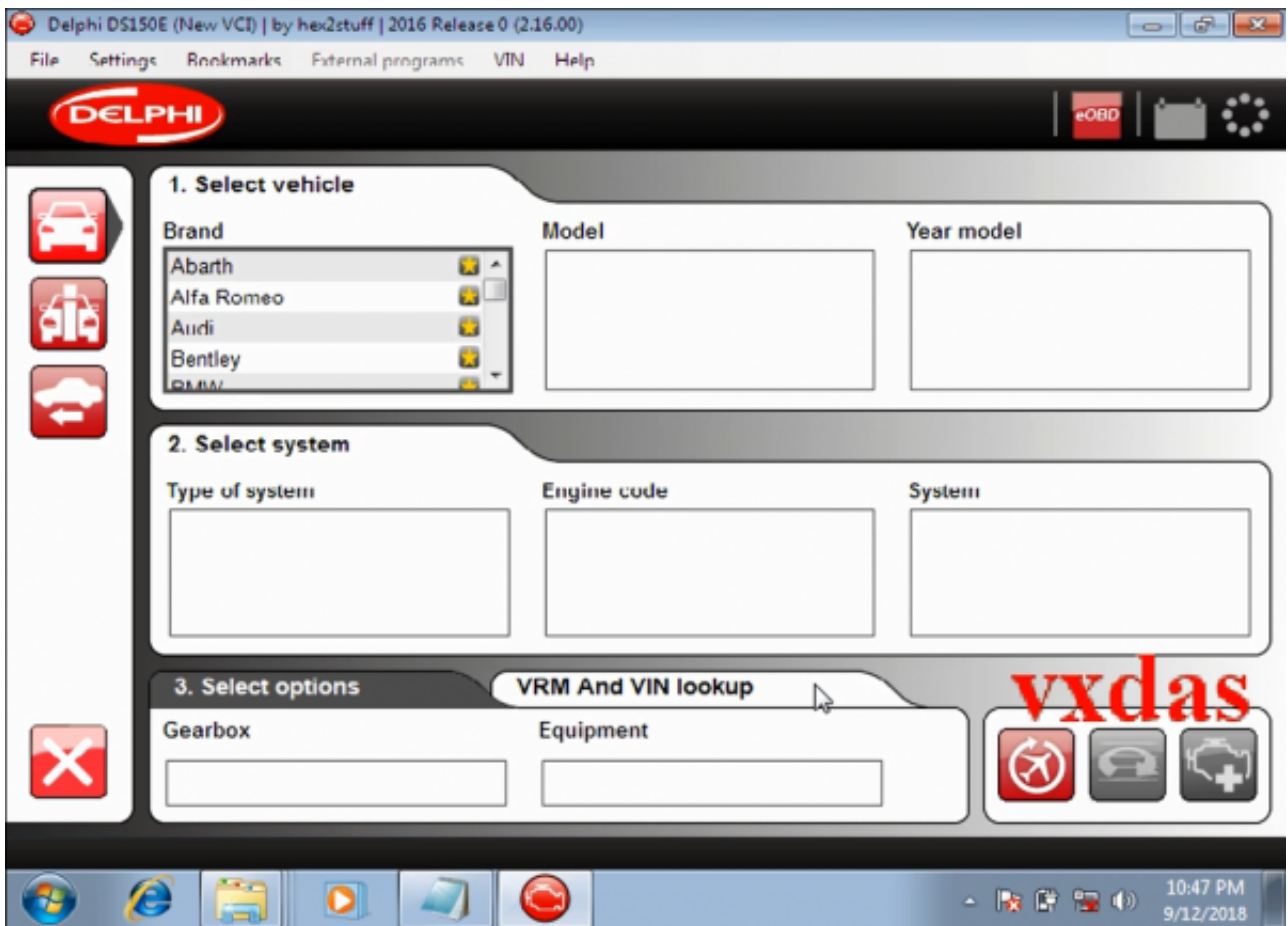 Delphi DS150E (New VCI) | by hex2stuff | 2016 Release 0 (2.16.00)
File Settings Bookmarks External programs VIN Help
DELPHI
eOBD
1. Select vehicle
Brand Model Year model
Abarth
Alfa Romeo
Audi
Bentley
BMW
2. Select system
Type of system Engine code System
3. Select options VRM And VIN lookup
vxdas
Gearbox Equipment
10:47 PM
9/12/2018